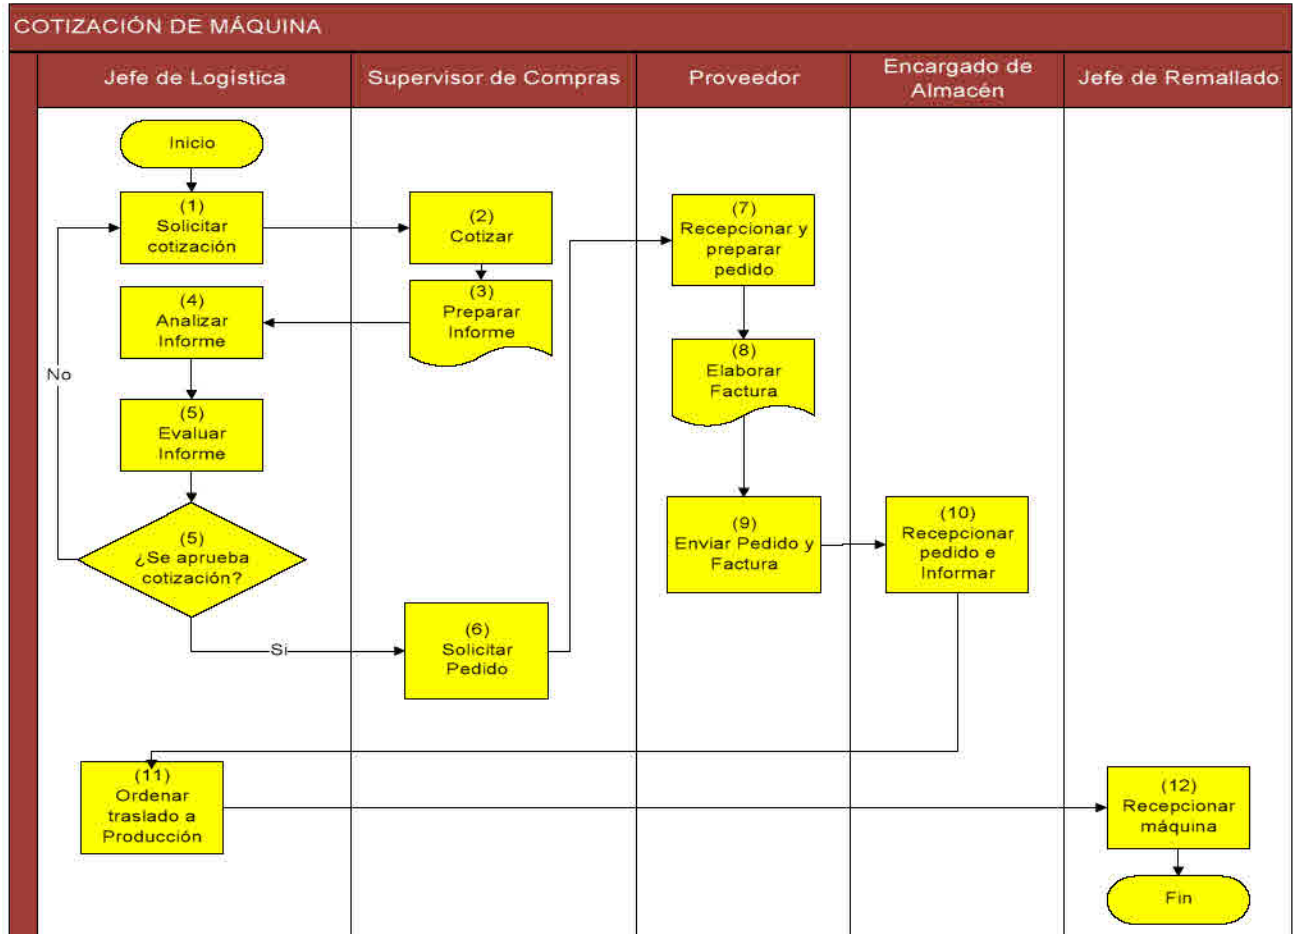 COTIZACIÓN DE MÁQUINA
Jefe de Logística
Supervisor de Compras
Proveedor
Encargado de
Almacén
Jefe de Remallado
Inicio
(1)
Solicitar
cotización
(2)
Cotizar
(7)
Recepcionar y
preparar
pedido
(4)
Analizar
Informe
(3)
Preparar
Informe
(8)
Elaborar
Factura
No
(5)
Evaluar
Informe
(5)
¿Se aprueba
cotización?
(9)
Enviar Pedido y
Factura
(10)
Recepcionar
pedido e
Informar
Si
(6)
Solicitar
Pedido
(11)
Ordenar
traslado a
Producción
(12)
Recepcionar
máquina
Fin